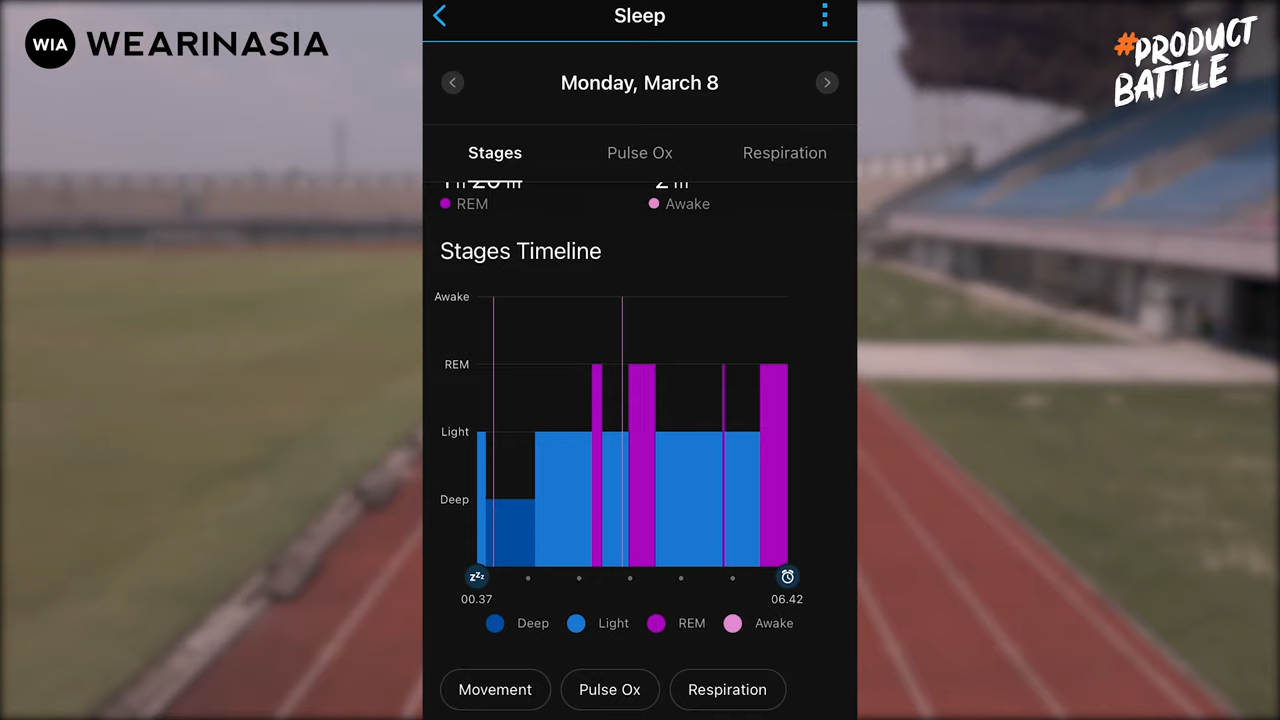 WIA WEARINASIA
#PRODUCT
BATTLE
Sleep
Monday, March 8
Stages Pulse Ox Respiration
REM Awake
Stages Timeline
Awake
REM
Light
Deep
zzz
00.37 06.42
Deep Light REM Awake
Movement Pulse Ox Respiration